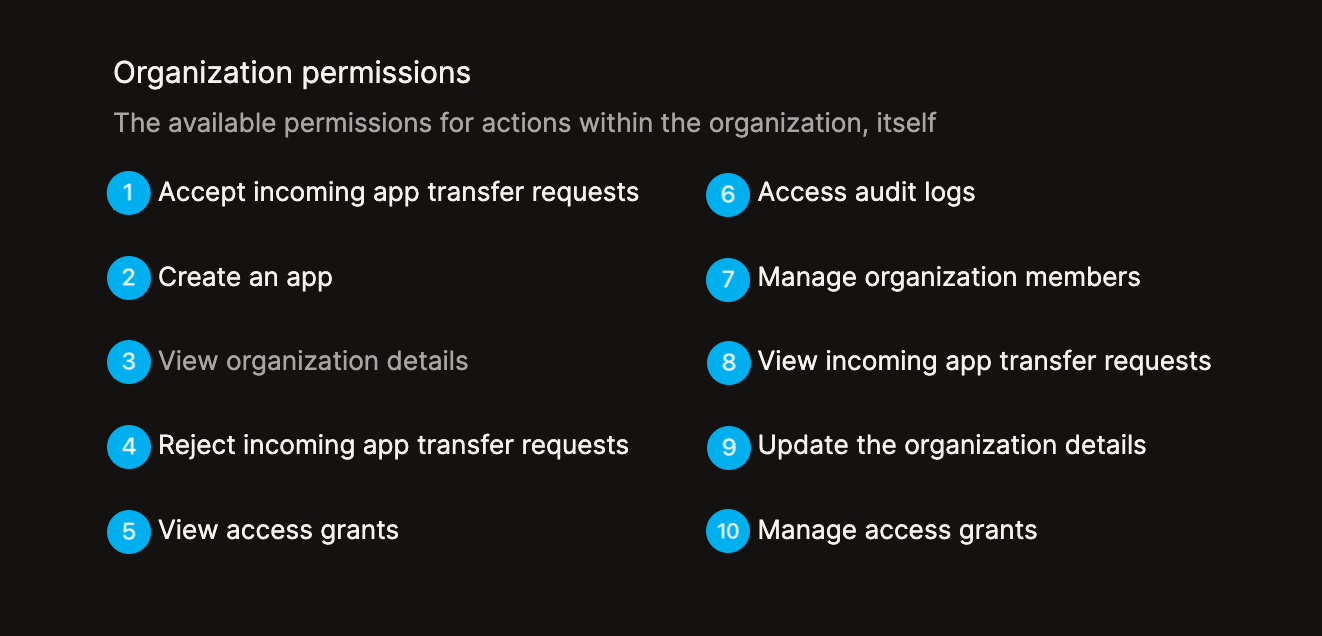 Organization permissions
The available permissions for actions within the organization, itself
1 Accept incoming app transfer requests
2 Create an app
3 View organization details
4 Reject incoming app transfer requests
5 View access grants
6 Access audit logs
7 Manage organization members
8 View incoming app transfer requests
9 Update the organization details
10 Manage access grants